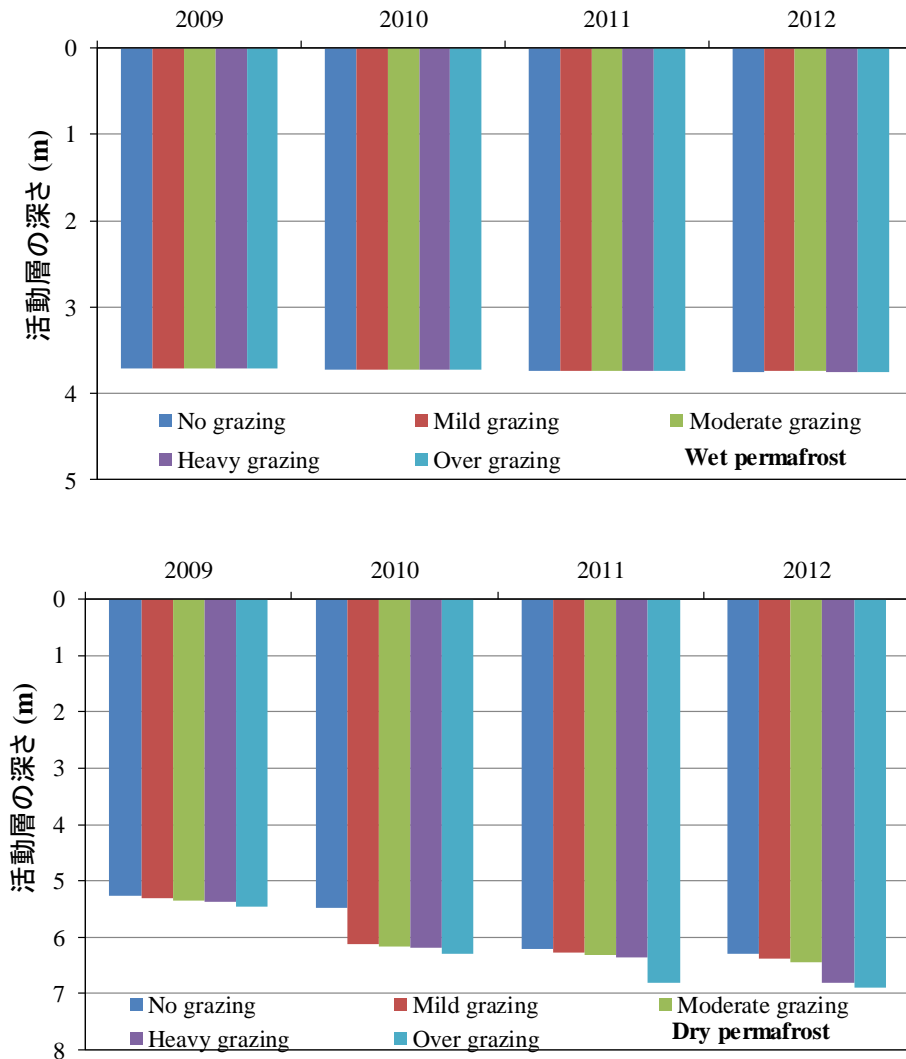 2009 2010 2011 2012
0
1
2
3
4
5
活動層の深さ (m)
No grazing Mild grazing Moderate grazing
Heavy grazing Over grazing Wet permafrost
2009 2010 2011 2012
0
1
2
3
4
5
6
7
8
活動層の深さ (m)
No grazing Mild grazing Moderate grazing
Heavy grazing Over grazing Dry permafrost